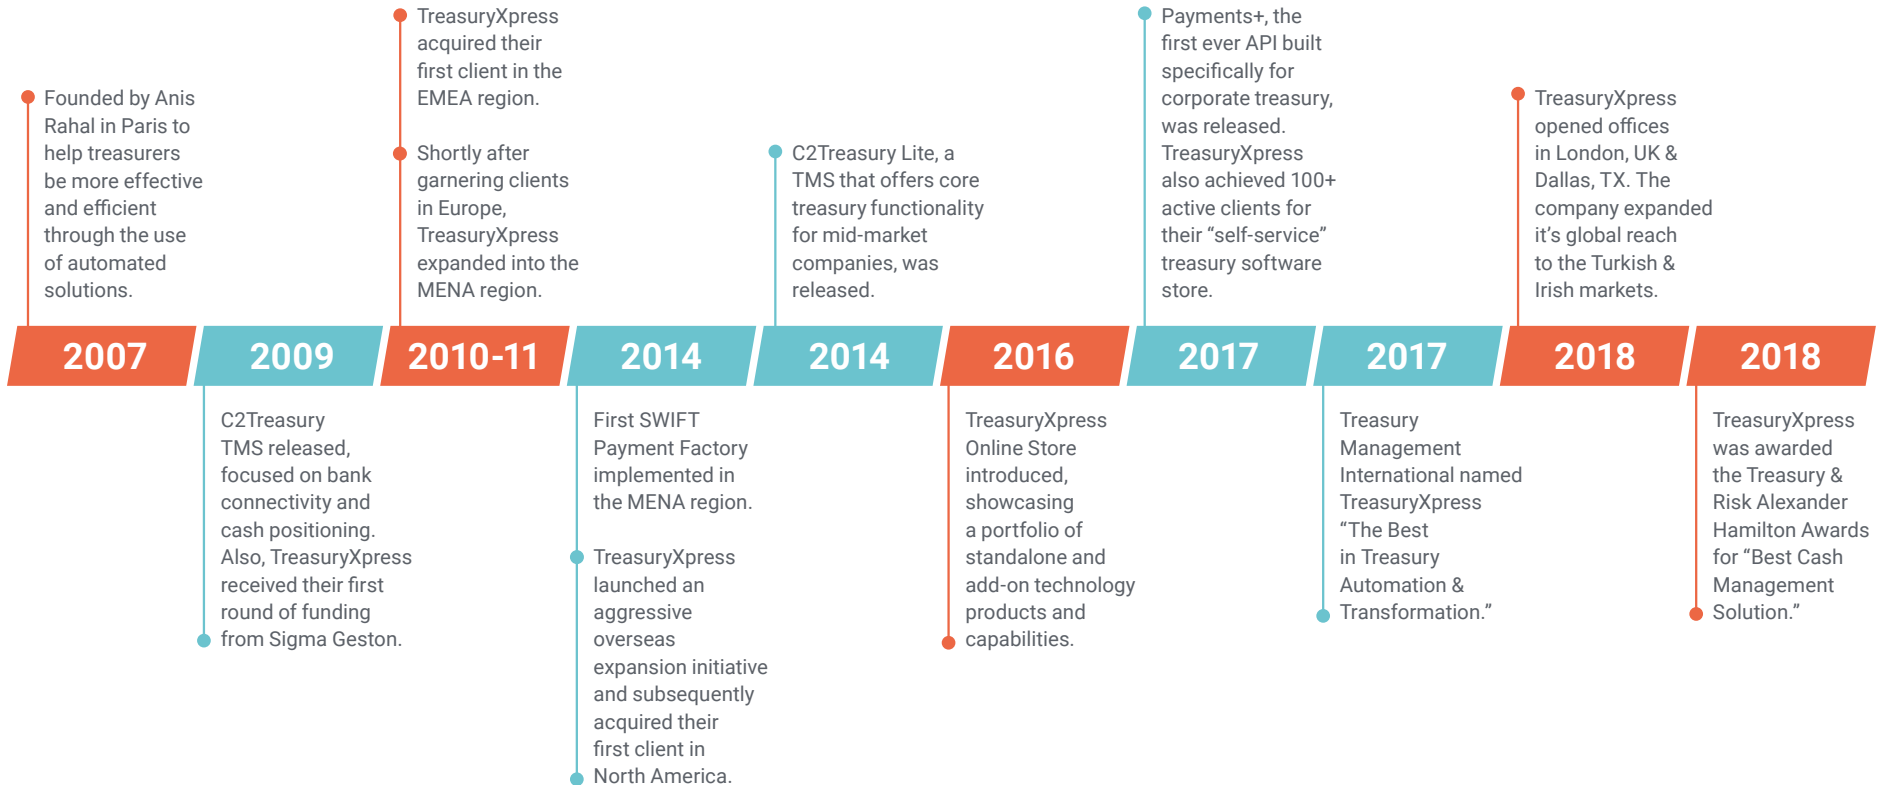 Founded by Anis
Rahal in Paris to
help treasurers
be more effective
and efficient
through the use
of automated
solutions.
TreasuryXpress
acquired their
first client in the
EMEA region.
Shortly after
garnering clients
in Europe,
TreasuryXpress
expanded into the
MENA region.
C2Treasury Lite, a
TMS that offers core
treasury functionality
for mid-market
companies, was
released.
Payments+, the
first ever API built
specifically for
corporate treasury,
was released.
TreasuryXpress
also achieved 100+
active clients for
their “self-service”
treasury software
store.
TreasuryXpress
opened offices
in London, UK &
Dallas, TX. The
company expanded
it’s global reach
to the Turkish &
Irish markets.
2007
2009
2010-11
2014
2014
2016
2017
2017
2018
2018
C2Treasury
TMS released,
focused on bank
connectivity and
cash positioning.
Also, TreasuryXpress
received their first
round of funding
from Sigma Geston.
First SWIFT
Payment Factory
implemented in
the MENA region.
TreasuryXpress
launched an
aggressive
overseas
expansion initiative
and subsequently
acquired their
first client in
North America.
TreasuryXpress
Online Store
introduced,
showcasing
a portfolio of
standalone and
add-on technology
products and
capabilities.
Treasury
Management
International named
TreasuryXpress
“The Best
in Treasury
Automation &
Transformation.”
TreasuryXpress
was awarded
the Treasury &
Risk Alexander
Hamilton Awards
for “Best Cash
Management
Solution.”